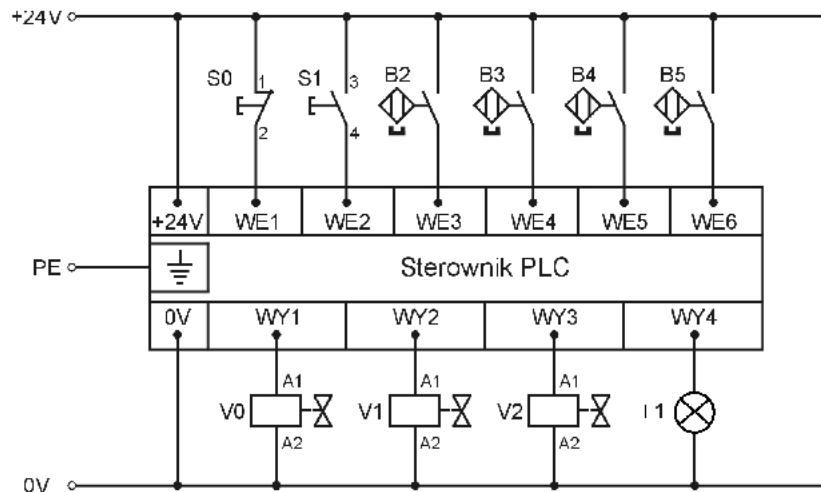 +24V
S0 1 2
S1 3 4
B2 B3 B4 B5
+24V WE1 WE2 WE3 WE4 WE5 WE6
PE Sterownik PLC
0V WY1 WY2 WY3 WY4
V0 A1 A2
V1 A1 A2
V2 A1 A2
L1
0V